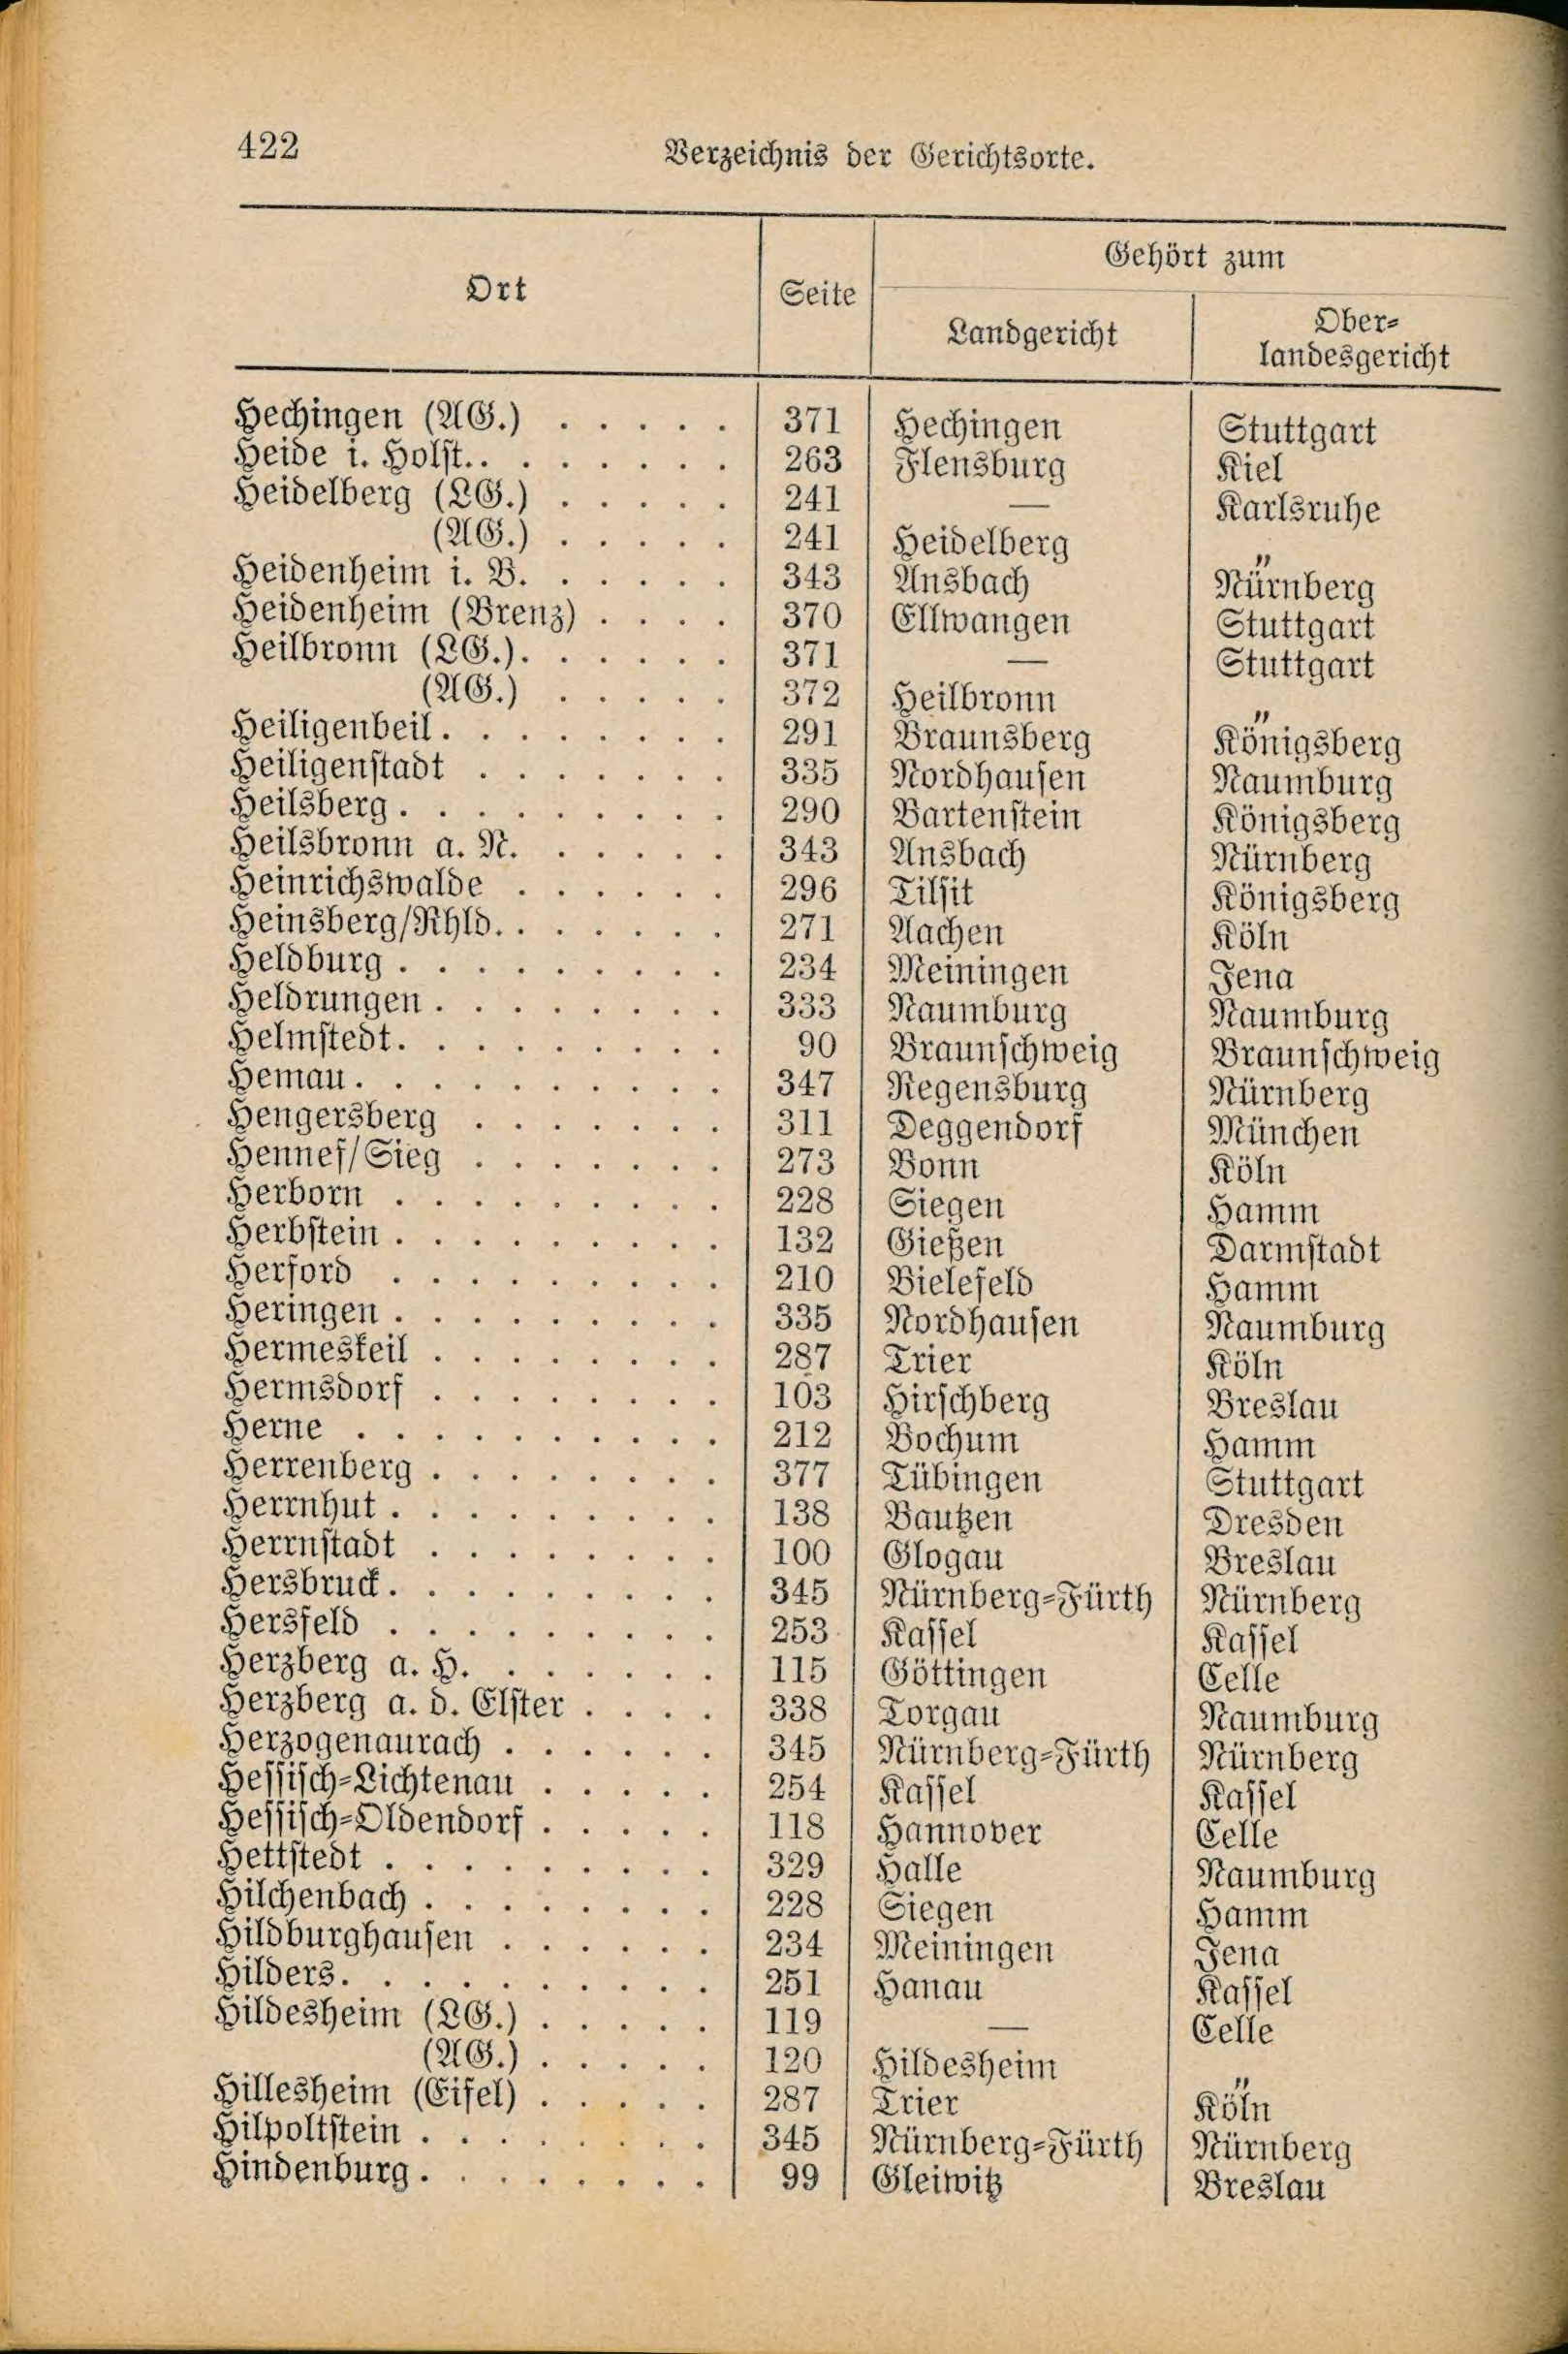 422
Verzeichnis der Gerichtsorte.
Ort Seite Gehört zum
Landgericht Ober-
landesgericht
Hechingen (AG.) . . . . . 371 Hechingen Stuttgart
Heide i. Holst. . . . . . . . 263 Flensburg Kiel
Heidelberg (LG.) . . . . . 241 — Karlsruhe
(AG.) . . . . . 241 Heidelberg "
Heidenheim i. B. . . . . . 343 Ansbach Nürnberg
Heidenheim (Brenz) . . . . 370 Ellwangen Stuttgart
Heilbronn (LG.) . . . . . . 371 — Stuttgart
(AG.) . . . . . 372 Heilbronn "
Heiligenbeil . . . . . . . . 291 Braunsberg Königsberg
Heiligenstadt . . . . . . . 335 Nordhausen Naumburg
Heilsberg . . . . . . . . . 290 Bartenstein Königsberg
Heilsbronn a. N. . . . . . 343 Ansbach Nürnberg
Heinrichswalde . . . . . . 296 Tilsit Königsberg
Heinsberg/Rhld. . . . . . . 271 Aachen Köln
Heldburg . . . . . . . . . 234 Meiningen Jena
Heldrungen . . . . . . . . 333 Naumburg Naumburg
Helmstedt . . . . . . . . . 90 Braunschweig Braunschweig
Hemau . . . . . . . . . . 347 Regensburg Nürnberg
Hengersberg . . . . . . . 311 Deggendorf München
Hennef/Sieg . . . . . . . 273 Bonn Köln
Herborn . . . . . . . . . 228 Siegen Hamm
Herbstein . . . . . . . . . 132 Gießen Darmstadt
Herford . . . . . . . . . 210 Bielefeld Hamm
Heringen . . . . . . . . . 335 Nordhausen Naumburg
Hermeskeil . . . . . . . . 287 Trier Köln
Hermsdorf . . . . . . . . 103 Hirschberg Breslau
Herne . . . . . . . . . . 212 Bochum Hamm
Herrenberg . . . . . . . . 377 Tübingen Stuttgart
Herrnhut . . . . . . . . . 138 Bautzen Dresden
Herrnstadt . . . . . . . . 100 Glogau Breslau
Hersbruck . . . . . . . . . 345 Nürnberg-Fürth Nürnberg
Hersfeld . . . . . . . . . 253 Kassel Kassel
Herzberg a. H. . . . . . . 115 Göttingen Celle
Herzberg a. d. Elster . . . . 338 Torgau Naumburg
Herzogenaurach . . . . . . 345 Nürnberg-Fürth Nürnberg
Hessisch-Lichtenau . . . . . 254 Kassel Kassel
Hessisch-Oldendorf . . . . . 118 Hannover Celle
Hettstedt . . . . . . . . . 329 Halle Naumburg
Hilchenbach . . . . . . . . 228 Siegen Hamm
Hildburghausen . . . . . . 234 Meiningen Jena
Hilders . . . . . . . . . . 251 Hanau Kassel
Hildesheim (LG.) . . . . . 119 — Celle
(AG.) . . . . . 120 Hildesheim "
Hillesheim (Eifel) . . . . . 287 Trier Köln
Hilpoltstein . . . . . . . . 345 Nürnberg-Fürth Nürnberg
Hindenburg . . . . . . . . 99 Gleiwitz Breslau